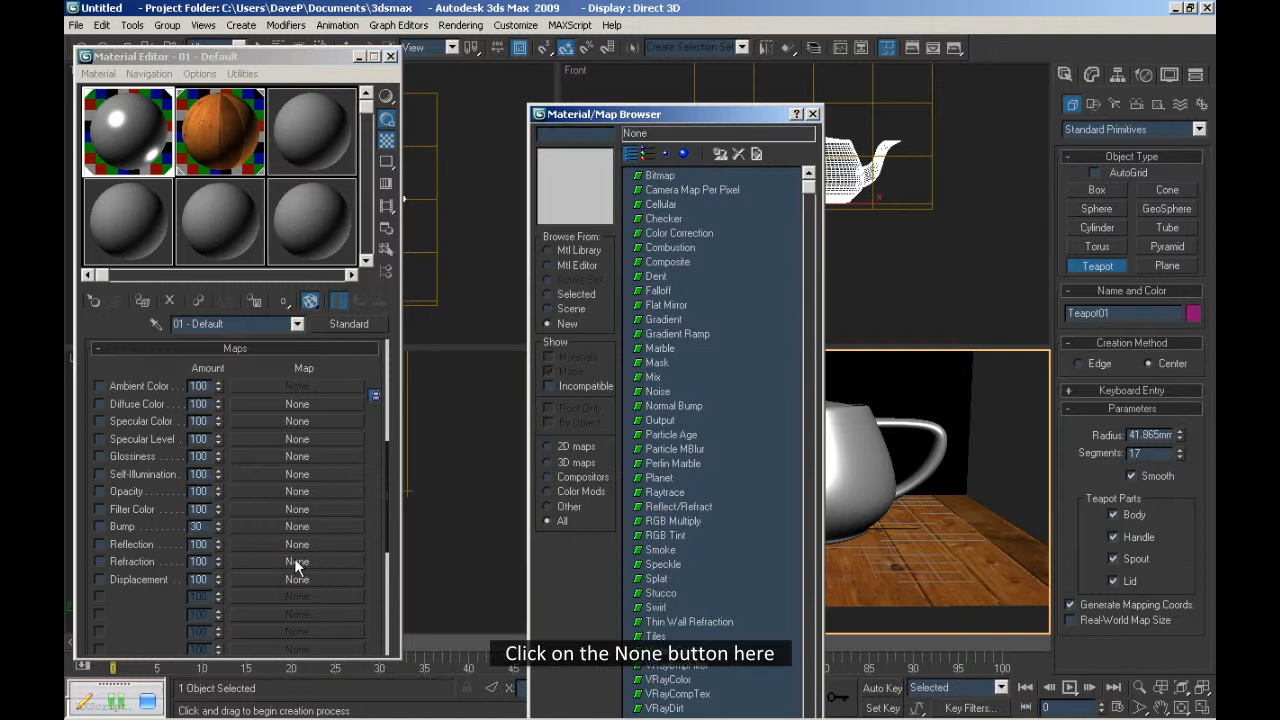 Untitled - Project Folder: C:\Users\DaveP\Documents\3dsmax - Autodesk 3ds Max 2009 - Display : Direct 3D
File Edit Tools Group Views Create Modifiers Animation Graph Editors Rendering Customize MAXScript Help
View
Create Selection Set
Material Editor - 01 - Default
Material Navigation Options Utilities
01 - Default
Standard
Maps
Amount Map
Ambient Color . . . 100 None
Diffuse Color . . . . 100 None
Specular Color . . . 100 None
Specular Level . . . 100 None
Glossiness . . . . . 100 None
Self-Illumination . . . 100 None
Opacity . . . . . . . 100 None
Filter Color . . . . . 100 None
Bump . . . . . . . . 30 None
Reflection . . . . . 100 None
Refraction . . . . . 100 None
Displacement . . . 100 None
. . . . . . . . . . . . . 100 None
. . . . . . . . . . . . . 100 None
. . . . . . . . . . . . . 100 None
. . . . . . . . . . . . . 100 None
Front
Material/Map Browser
None
Browse From:
Mtl Library
Mtl Editor
Active Slot
Selected
Scene
New
Show
Materials
Maps
Incompatible
Root Only
By Object
2D maps
3D maps
Compositors
Color Mods
Other
All
Bitmap
Camera Map Per Pixel
Cellular
Checker
Color Correction
Combustion
Composite
Dent
Falloff
Flat Mirror
Gradient
Gradient Ramp
Marble
Mask
Mix
Noise
Normal Bump
Output
Particle Age
Particle MBlur
Perlin Marble
Planet
Raytrace
Reflect/Refract
RGB Multiply
RGB Tint
Smoke
Speckle
Splat
Stucco
Swirl
Thin Wall Refraction
Tiles
VRayBmpFilter
VRayColor
VRayCompTex
VRayDirt
x
Standard Primitives
Object Type
AutoGrid
Box Cone
Sphere GeoSphere
Cylinder Tube
Torus Pyramid
Teapot Plane
Name and Color
Teapot01
Creation Method
Edge Center
Keyboard Entry
Parameters
Radius: 41.865mm
Segments: 17
Smooth
Teapot Parts
Body
Handle
Spout
Lid
Generate Mapping Coords.
Real-World Map Size
Click on the None button here
0 10 15 20 25 30 35 40 45 85 90 95 100
1 Object Selected
X
Click and drag to begin creation process
Auto Key Selected
Set Key Key Filters...
0